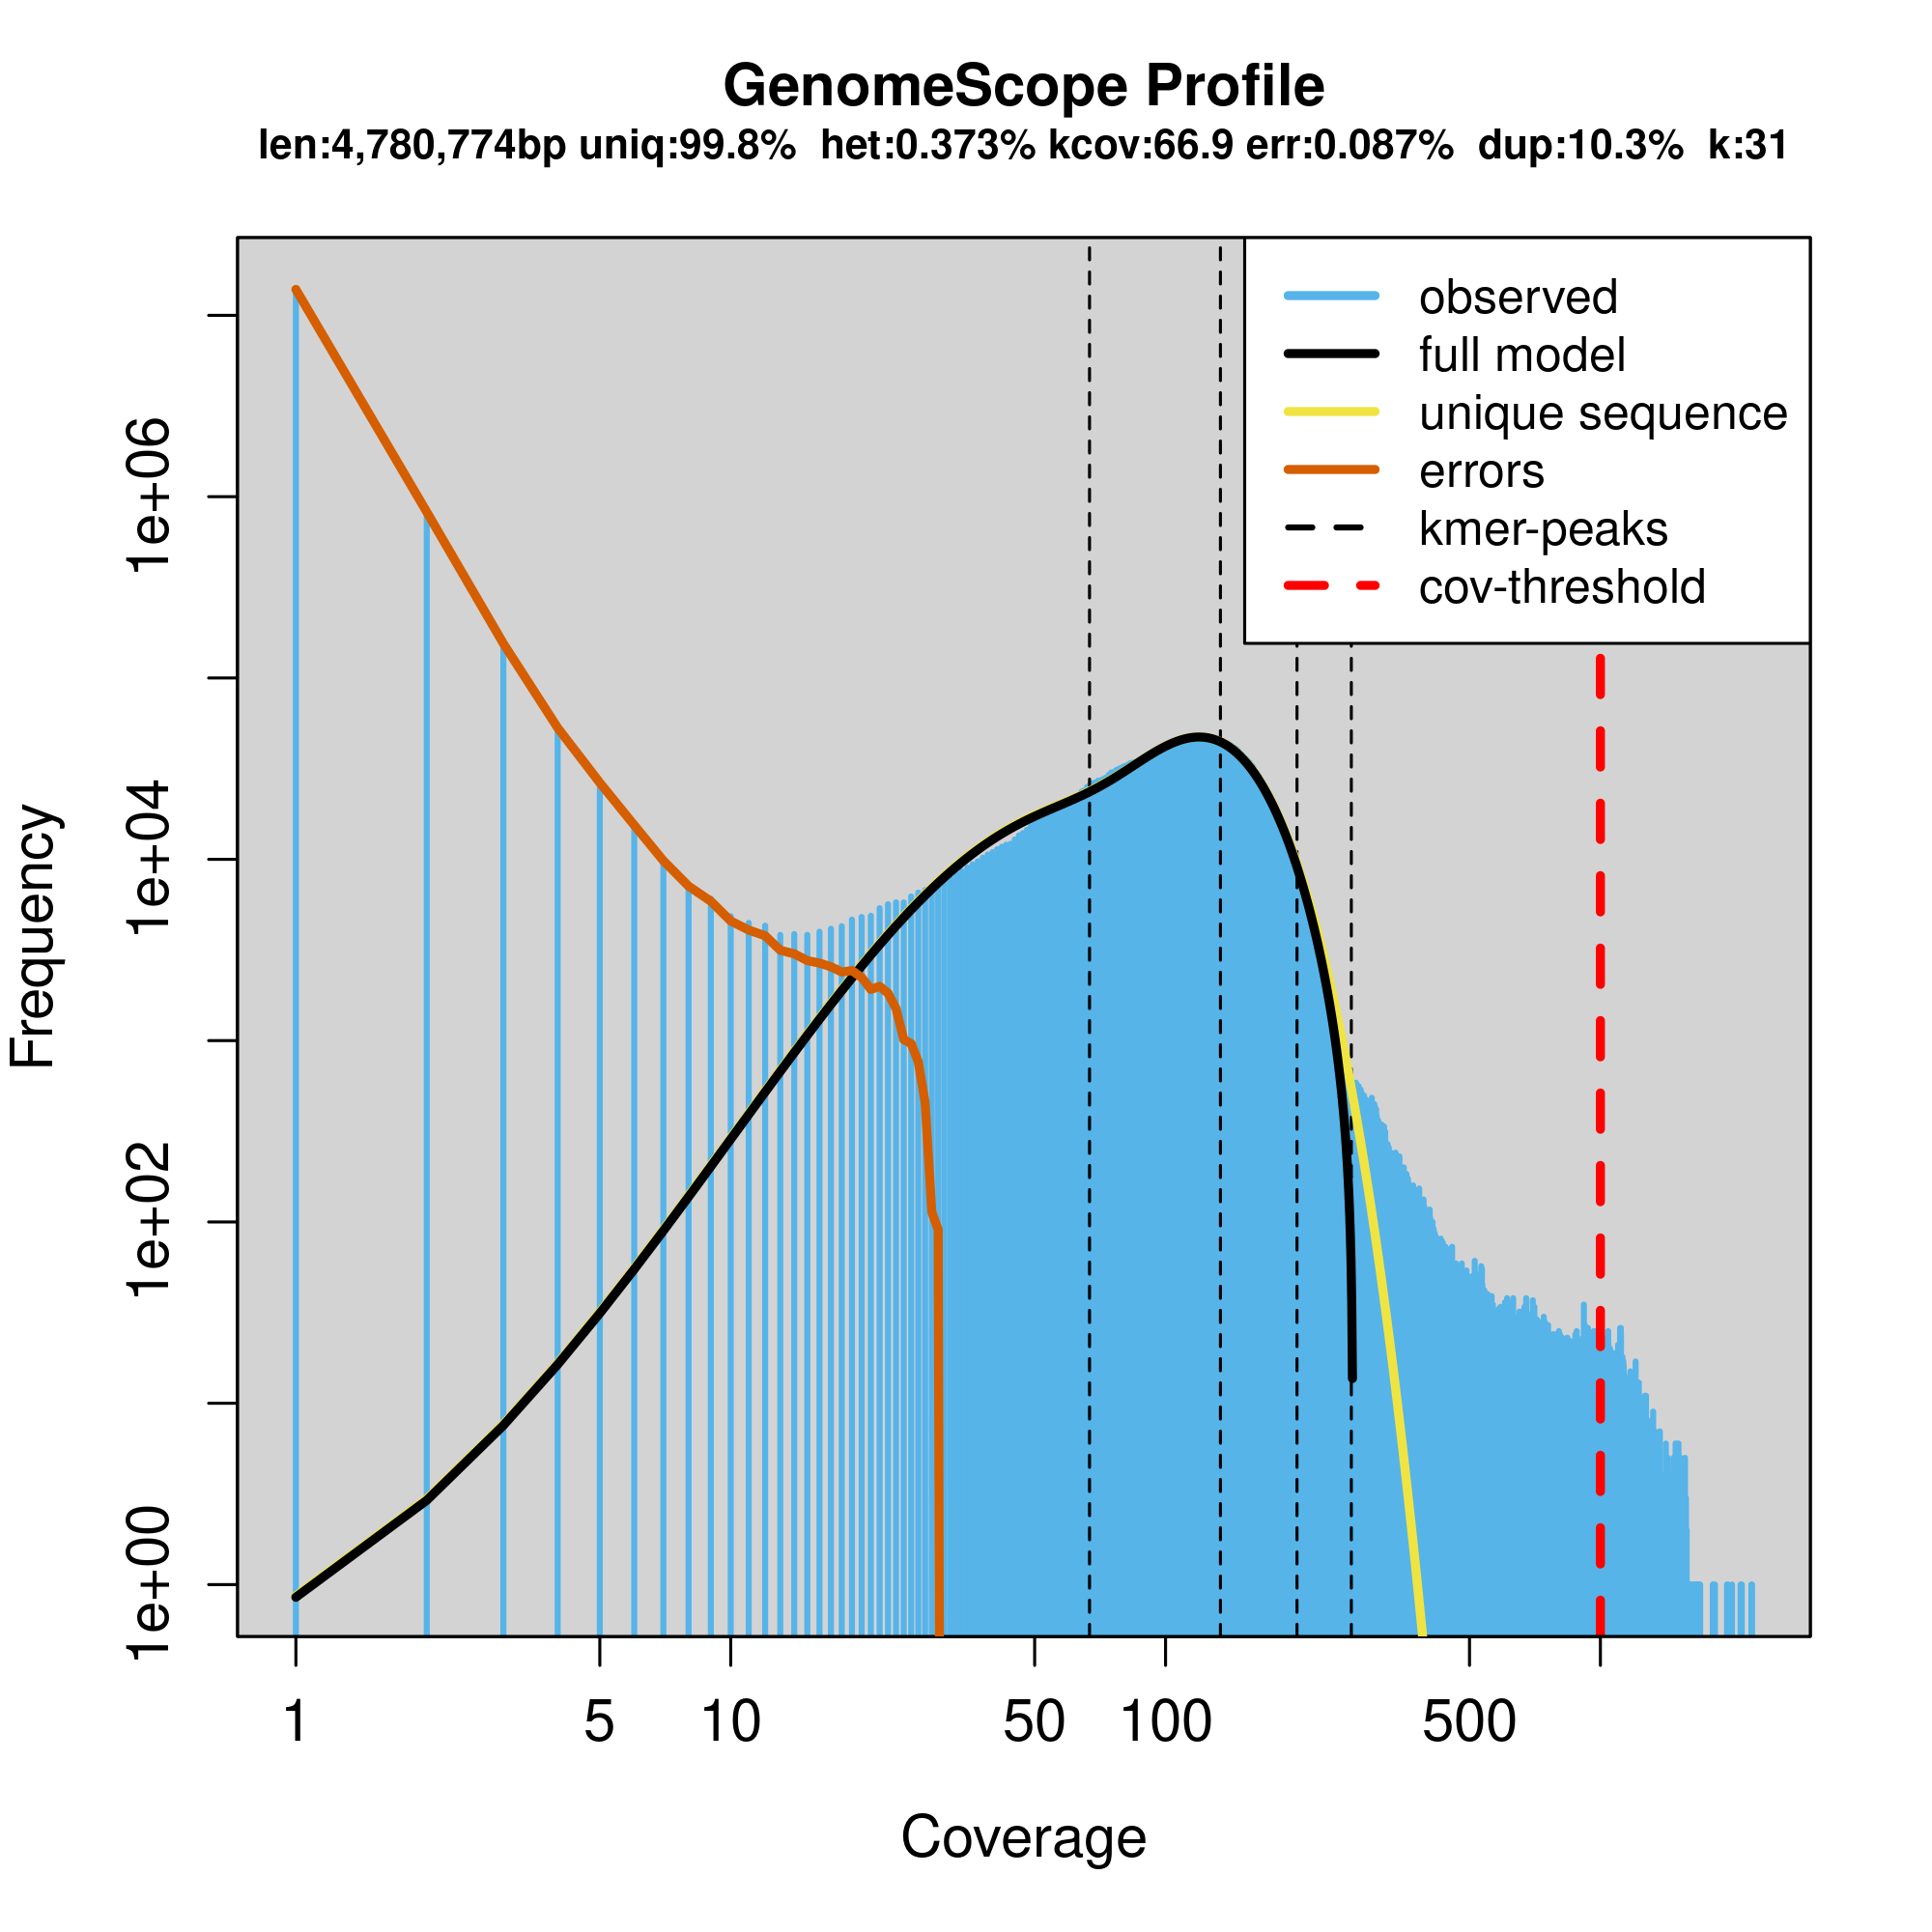 GenomeScope Profile
len:4,780,774bp uniq:99.8% het:0.373% kcov:66.9 err:0.087% dup:10.3% k:31
observed
full model
unique sequence
errors
kmer-peaks
cov-threshold
Frequency
1e+06
1e+04
1e+02
1e+00
1 5 10 50 100 500
Coverage